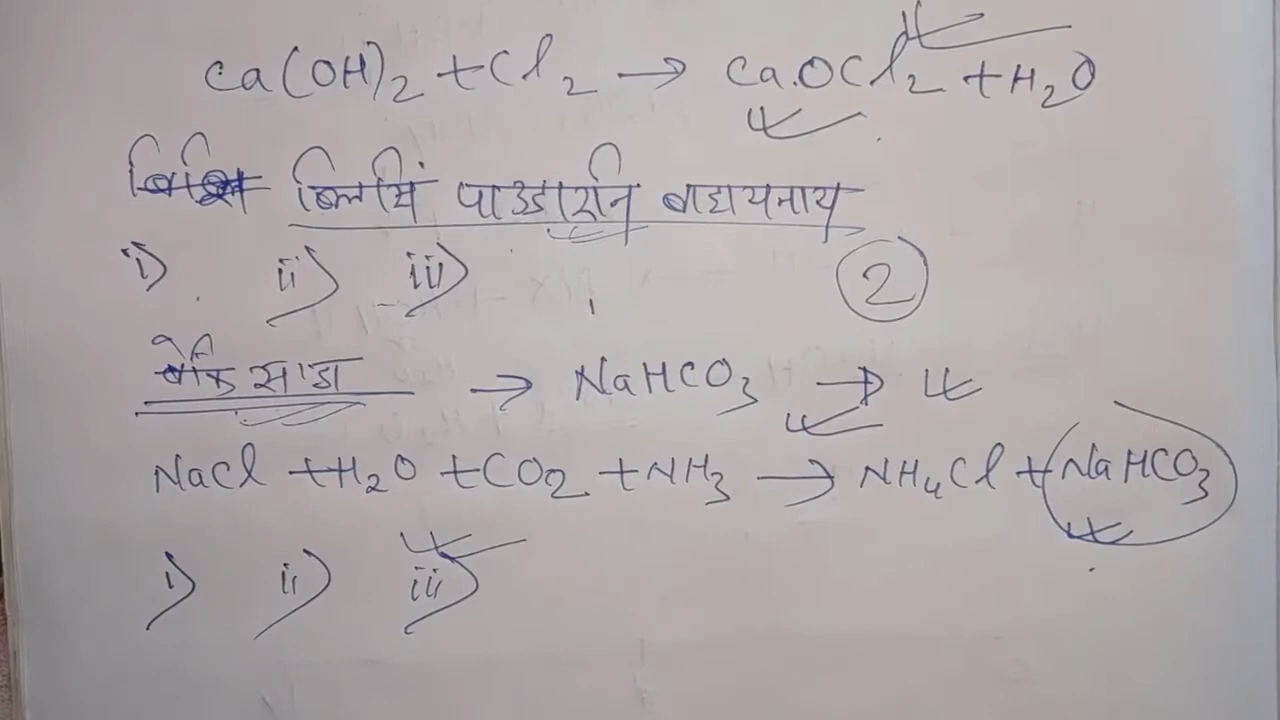 Ca(OH)2 + Cl2 → CaOCl2 + H2O
ब्लिचिं पाउडारनि बाहायनाय
i) ii) iii) 2
बेकिं सडा → NaHCO3 →
NaCl + H2O + CO2 + NH3 → NH4Cl + NaHCO3
i) ii) iii)